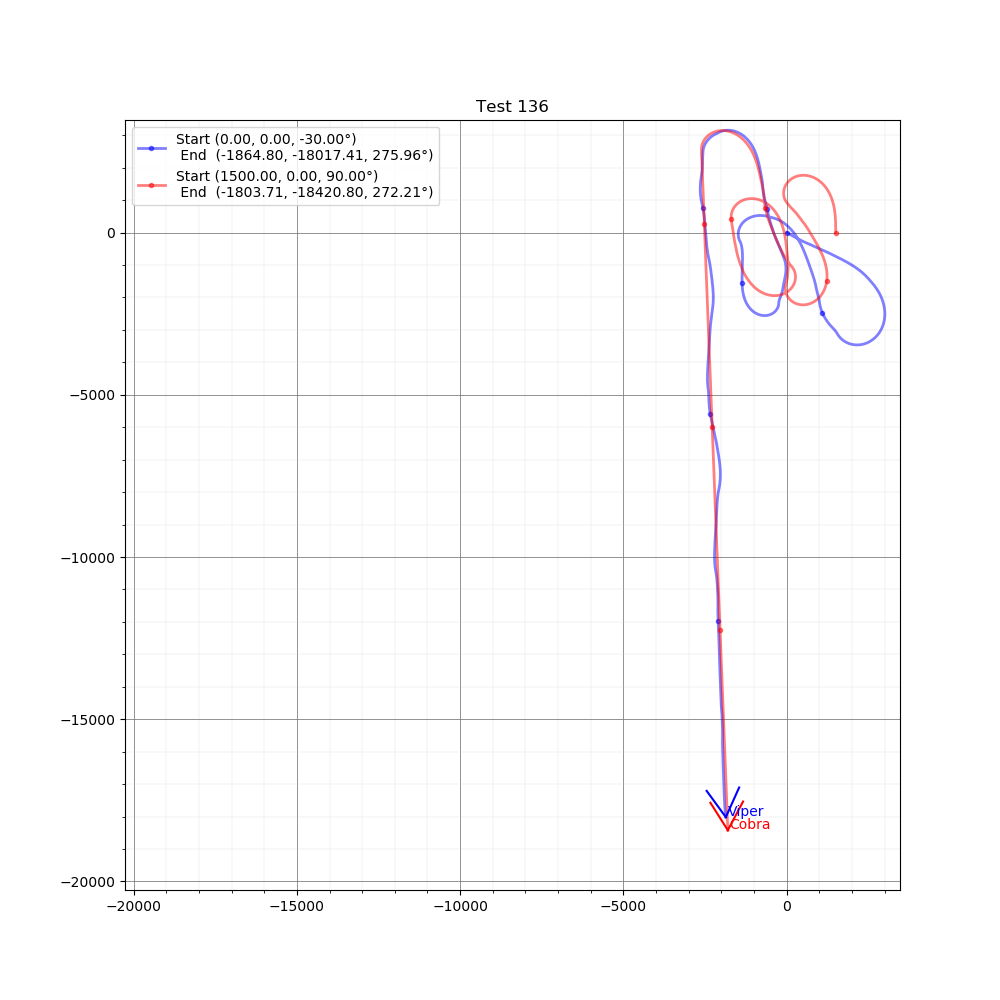 Test 136
Start (0.00, 0.00, -30.00°)
End  (-1864.80, -18017.41, 275.96°)
Start (1500.00, 0.00, 90.00°)
End  (-1803.71, -18420.80, 272.21°)
0
−5000
−10000
−15000
−20000
Viper
Cobra
−20000 −15000 −10000 −5000 0